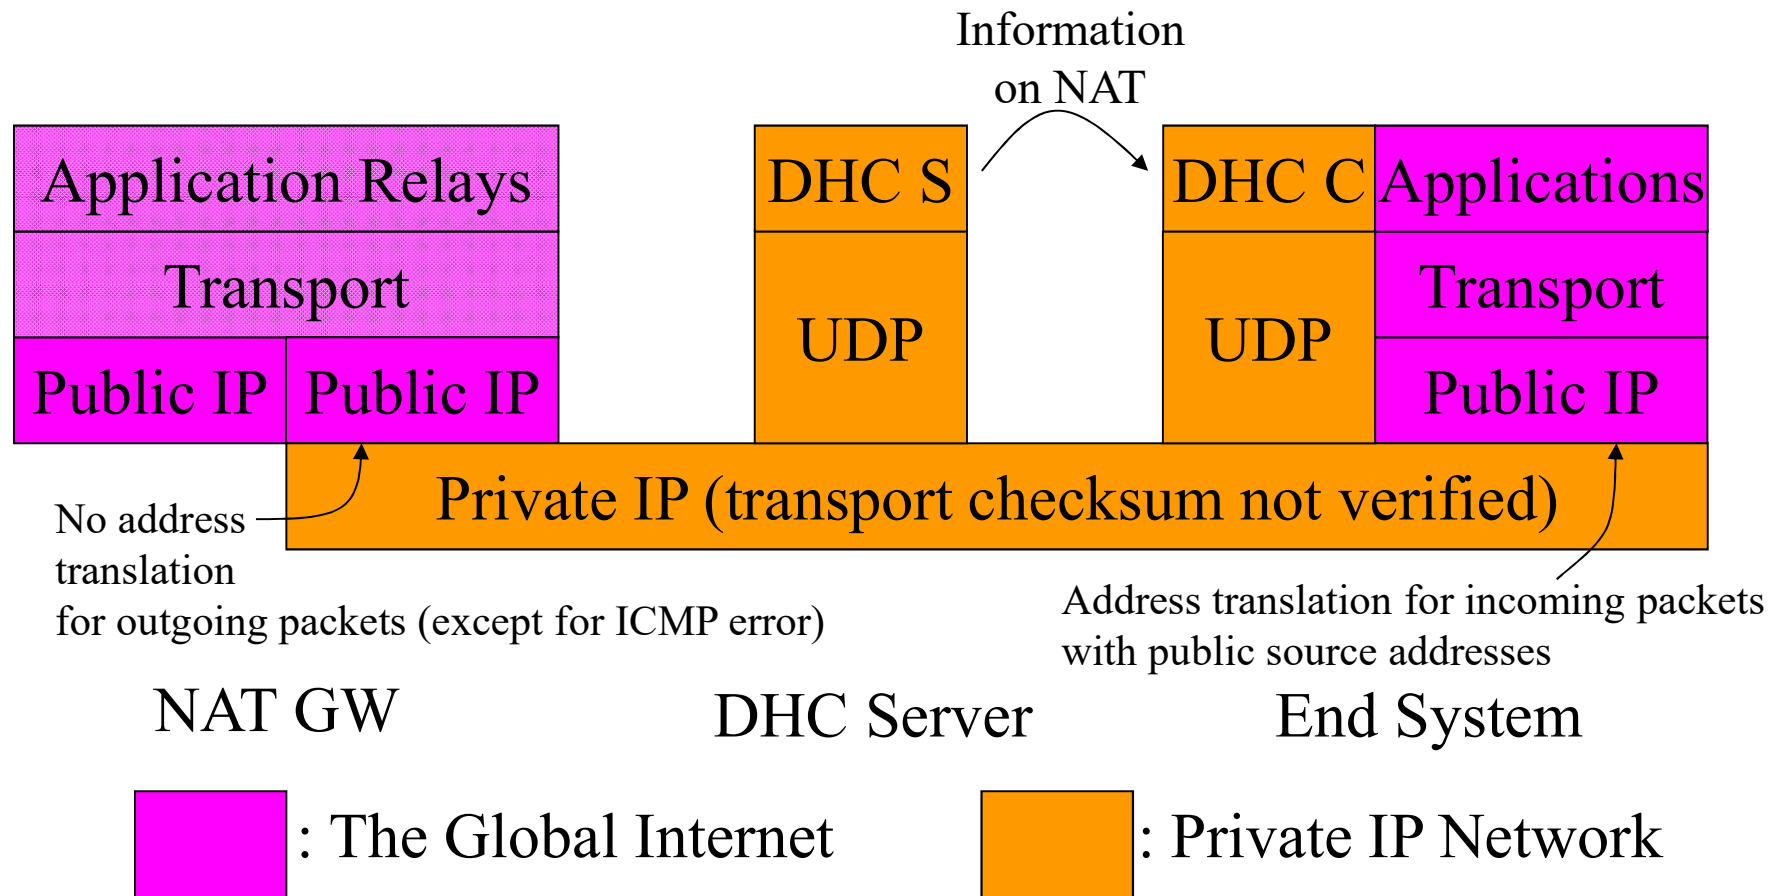 Information
on NAT
Application Relays
DHC S
DHC C
Applications
Transport
Transport
UDP
UDP
Public IP
Public IP
Public IP
Private IP (transport checksum not verified)
No address
translation
for outgoing packets (except for ICMP error)
Address translation for incoming packets
with public source addresses
NAT GW
DHC Server
End System
: The Global Internet
: Private IP Network